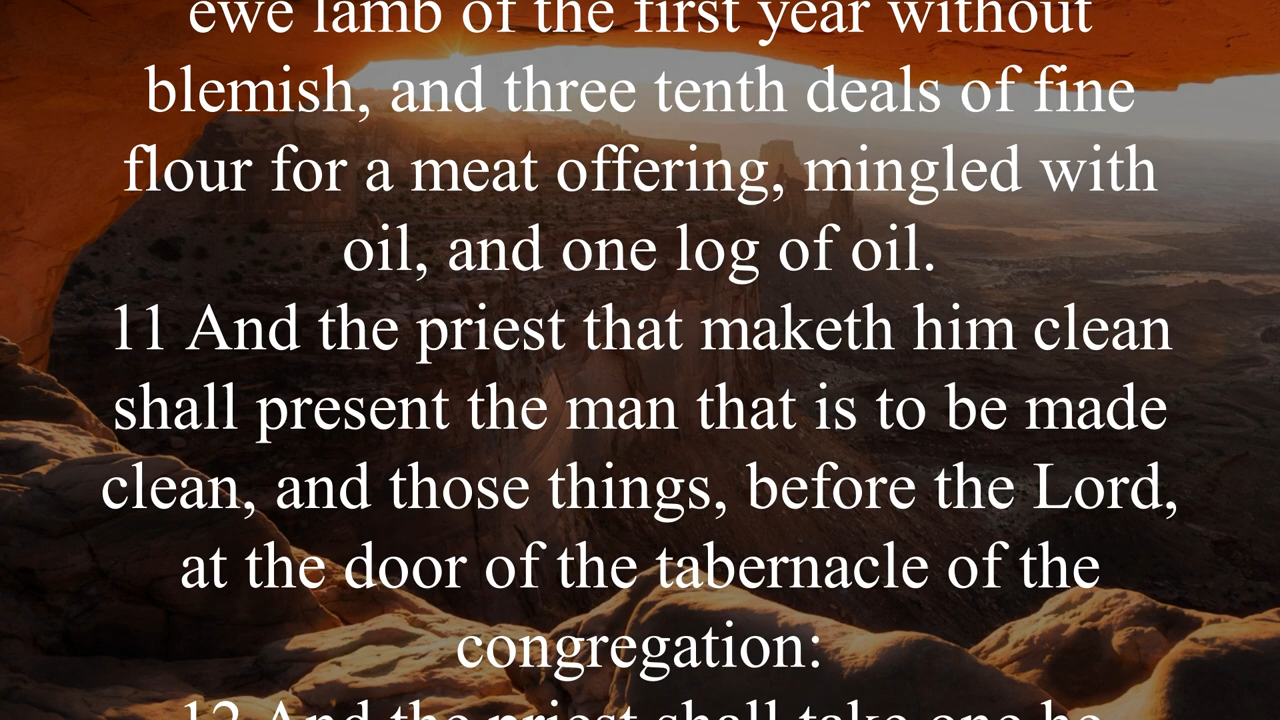 ewe lamb of the first year without
blemish, and three tenth deals of fine
flour for a meat offering, mingled with
oil, and one log of oil.
11 And the priest that maketh him clean
shall present the man that is to be made
clean, and those things, before the Lord,
at the door of the tabernacle of the
congregation:
12 And the priest shall take one he